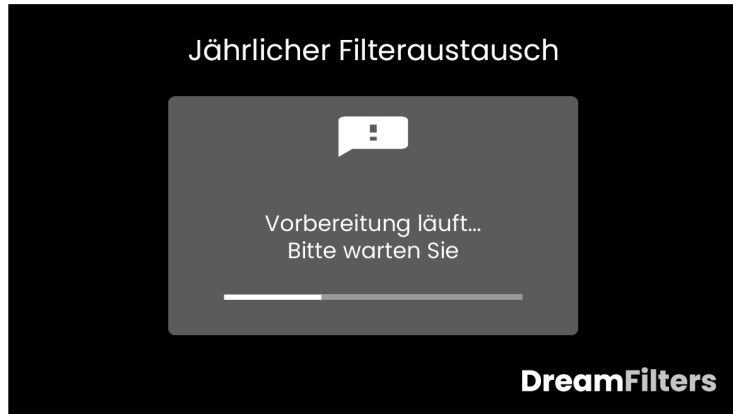 Jährlicher Filteraustausch
Vorbereitung läuft...
Bitte warten Sie
DreamFilters